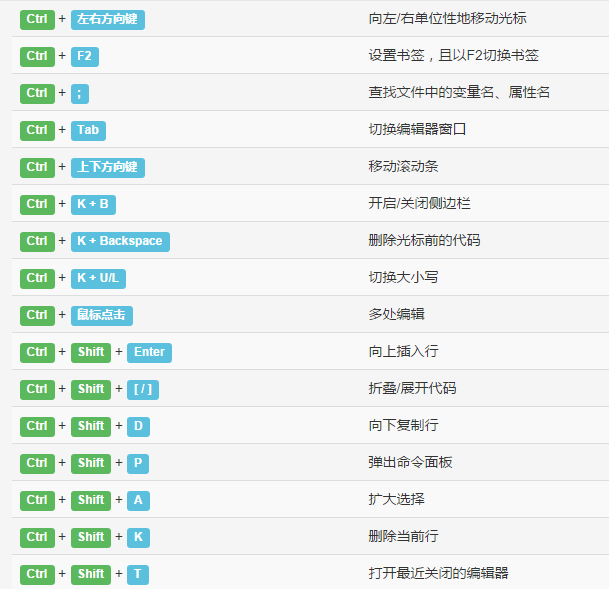 Ctrl + 左右方向键 向左/右单位性地移动光标
Ctrl + F2 设置书签，且以F2切换书签
Ctrl + ; 查找文件中的变量名、属性名
Ctrl + Tab 切换编辑器窗口
Ctrl + 上下方向键 移动滚动条
Ctrl + K + B 开启/关闭侧边栏
Ctrl + K + Backspace 删除光标前的代码
Ctrl + K + U/L 切换大小写
Ctrl + 鼠标点击 多处编辑
Ctrl + Shift + Enter 向上插入行
Ctrl + Shift + [ / ] 折叠/展开代码
Ctrl + Shift + D 向下复制行
Ctrl + Shift + P 弹出命令面板
Ctrl + Shift + A 扩大选择
Ctrl + Shift + K 删除当前行
Ctrl + Shift + T 打开最近关闭的编辑器